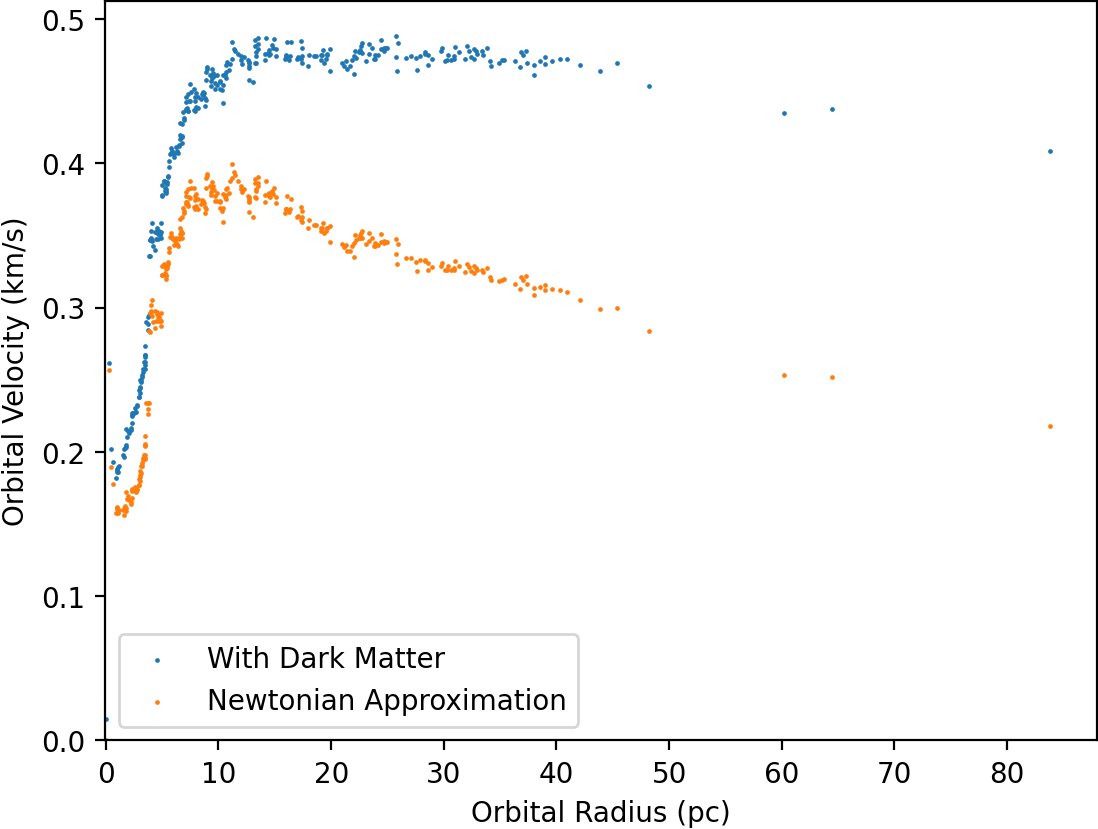 Orbital Velocity (km/s)
0.5
0.4
0.3
0.2
0.1
0.0
With Dark Matter
Newtonian Approximation
0 10 20 30 40 50 60 70 80
Orbital Radius (pc)